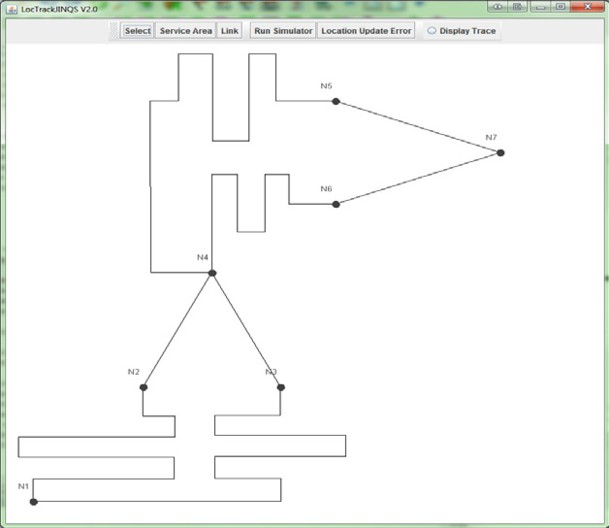 LocTrackJINQS V2.0
Select Service Area Link Run Simulator Location Update Error Display Trace
N5
N7
N6
N4
N2 N3
N1